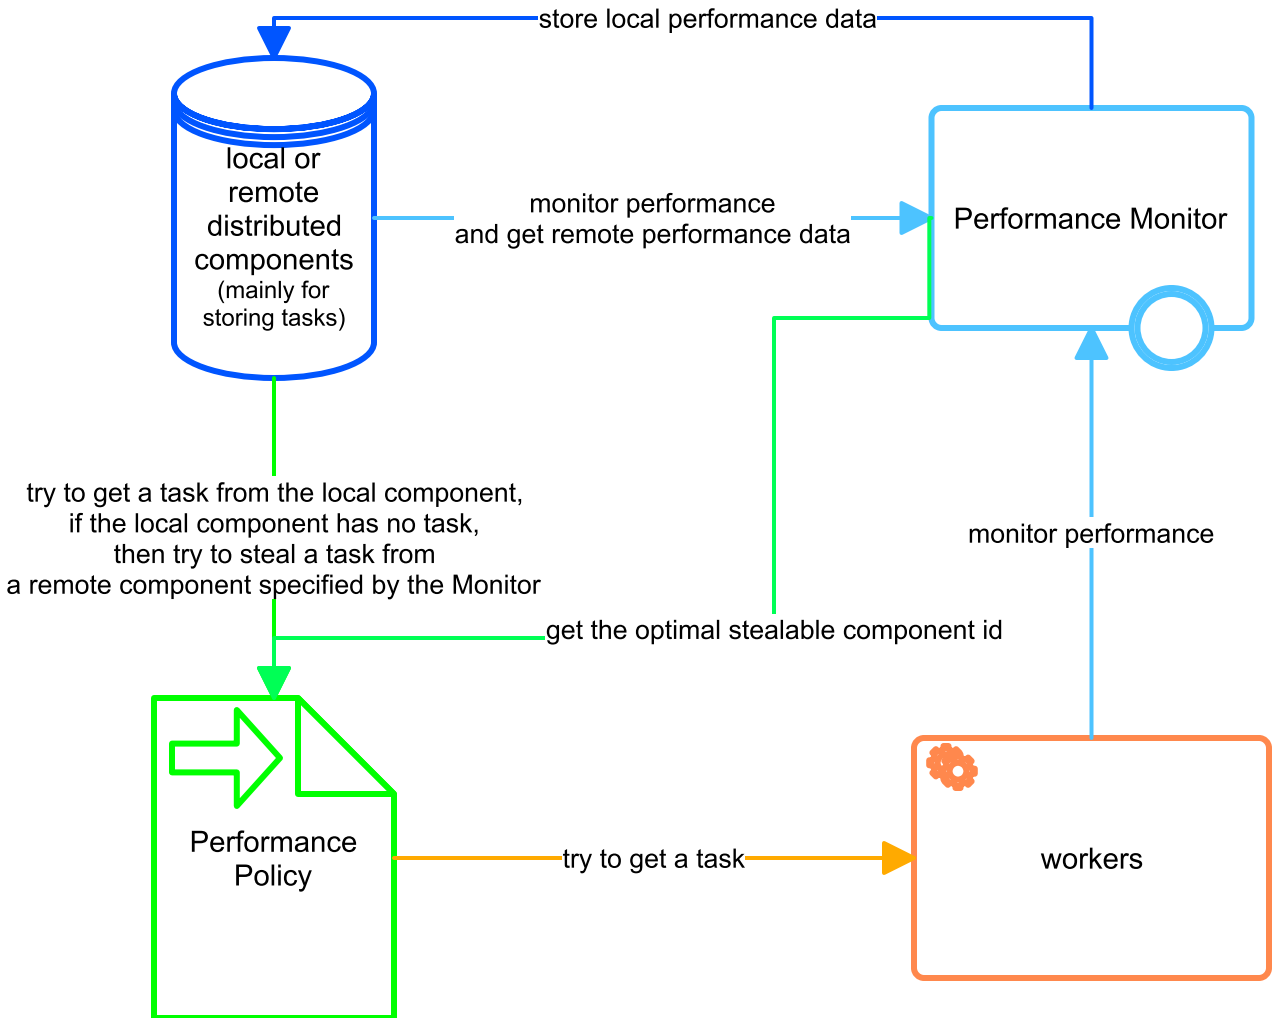 store local performance data
local or
remote
distributed
components
(mainly for
storing tasks)
monitor performance
and get remote performance data
Performance Monitor
try to get a task from the local component,
if the local component has no task,
then try to steal a task from
a remote component specified by the Monitor
monitor performance
get the optimal stealable component id
Performance
Policy
try to get a task
workers